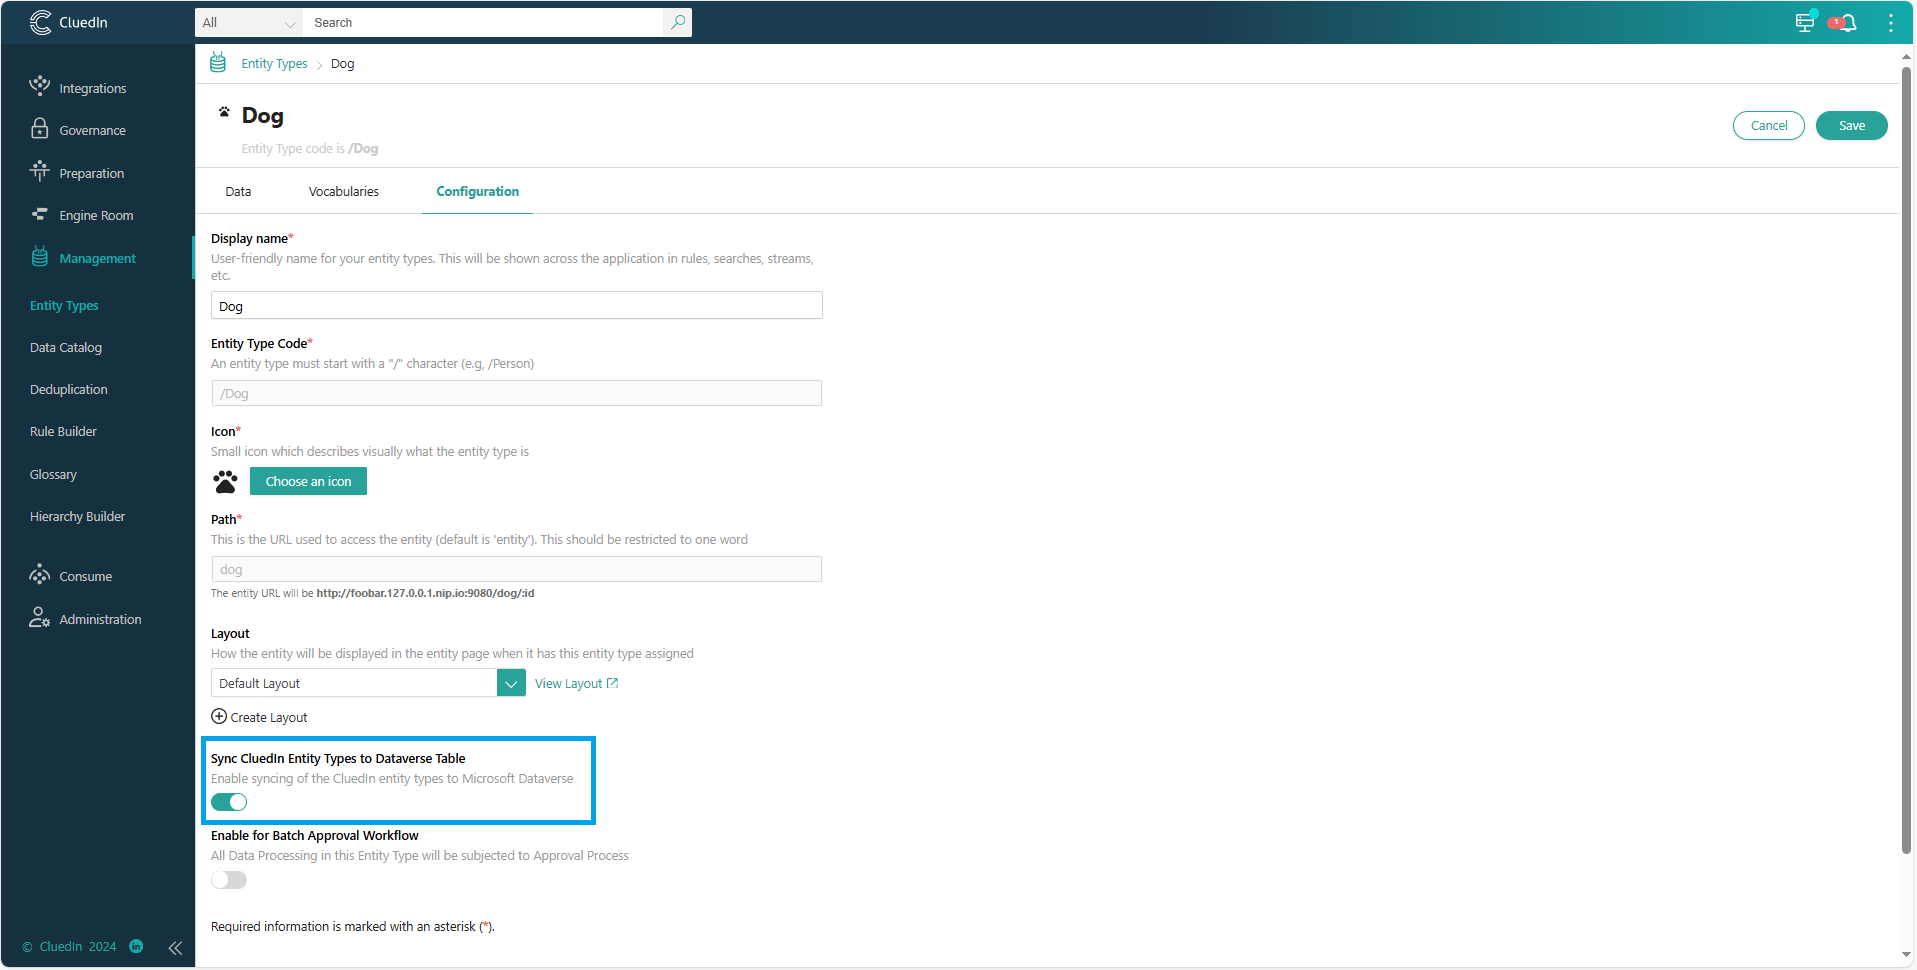 CluedIn
All
Search
1
Integrations
Governance
Preparation
Engine Room
Management
Entity Types
Data Catalog
Deduplication
Rule Builder
Glossary
Hierarchy Builder
Consume
Administration
© CluedIn 2024 in
Entity Types > Dog
Dog
Entity Type code is /Dog
Cancel
Save
Data
Vocabularies
Configuration
Display name*
User-friendly name for your entity types. This will be shown across the application in rules, searches, streams,
etc.
Dog
Entity Type Code*
An entity type must start with a "/" character (e.g, /Person)
/Dog
Icon*
Small icon which describes visually what the entity type is
Choose an icon
Path*
This is the URL used to access the entity (default is 'entity'). This should be restricted to one word
dog
The entity URL will be http://foobar.127.0.0.1.nip.io:9080/dog/:id
Layout
How the entity will be displayed in the entity page when it has this entity type assigned
Default Layout
View Layout
Create Layout
Sync CluedIn Entity Types to Dataverse Table
Enable syncing of the CluedIn entity types to Microsoft Dataverse
Enable for Batch Approval Workflow
All Data Processing in this Entity Type will be subjected to Approval Process
Required information is marked with an asterisk (*).